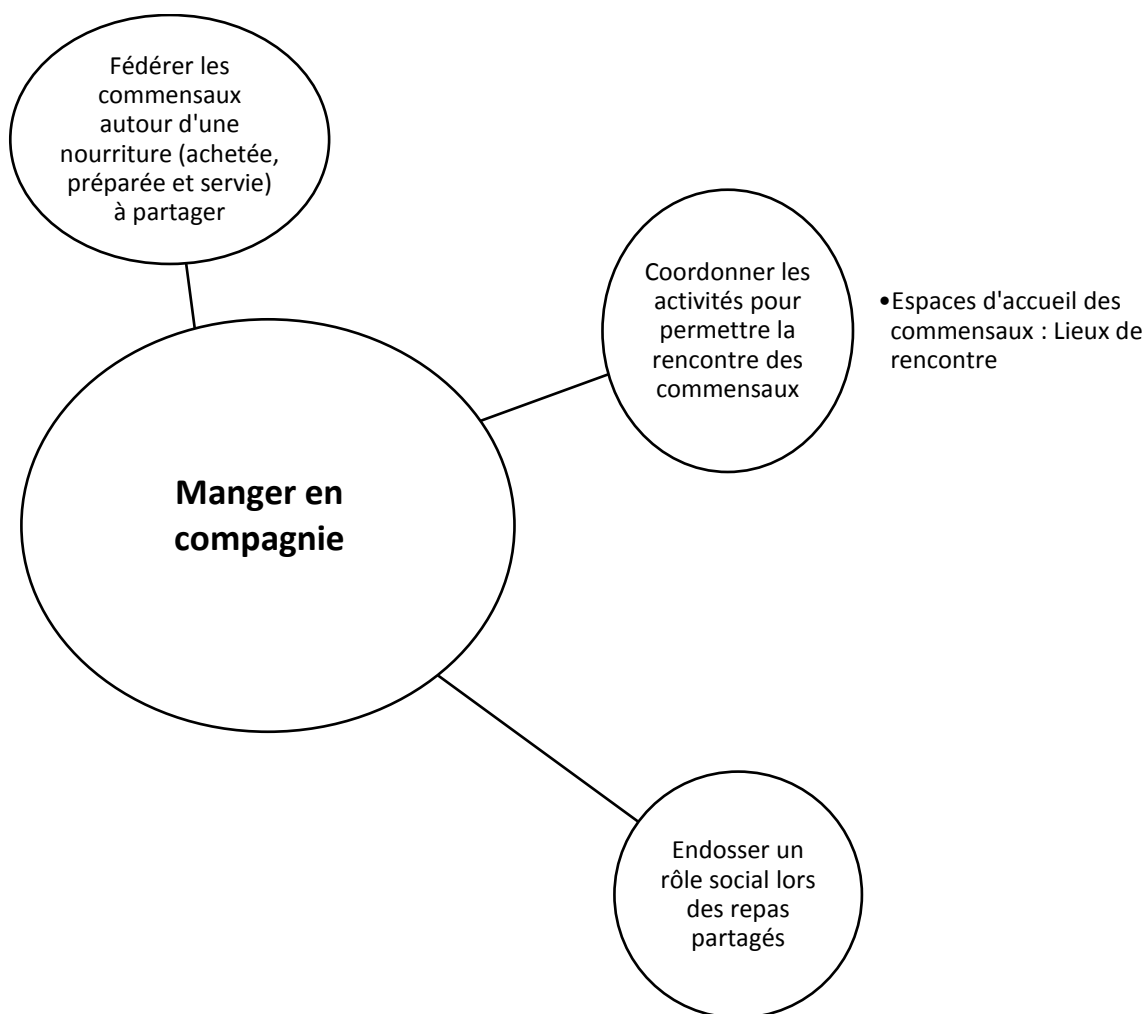 Fédérer les
commensaux
autour d'une
nourriture (achetée,
préparée et servie)
à partager
Coordonner les
activités pour
permettre la
rencontre des
commensaux
•Espaces d'accueil des
commensaux : Lieux de
rencontre
Manger en
compagnie
Endosser un
rôle social lors
des repas
partagés